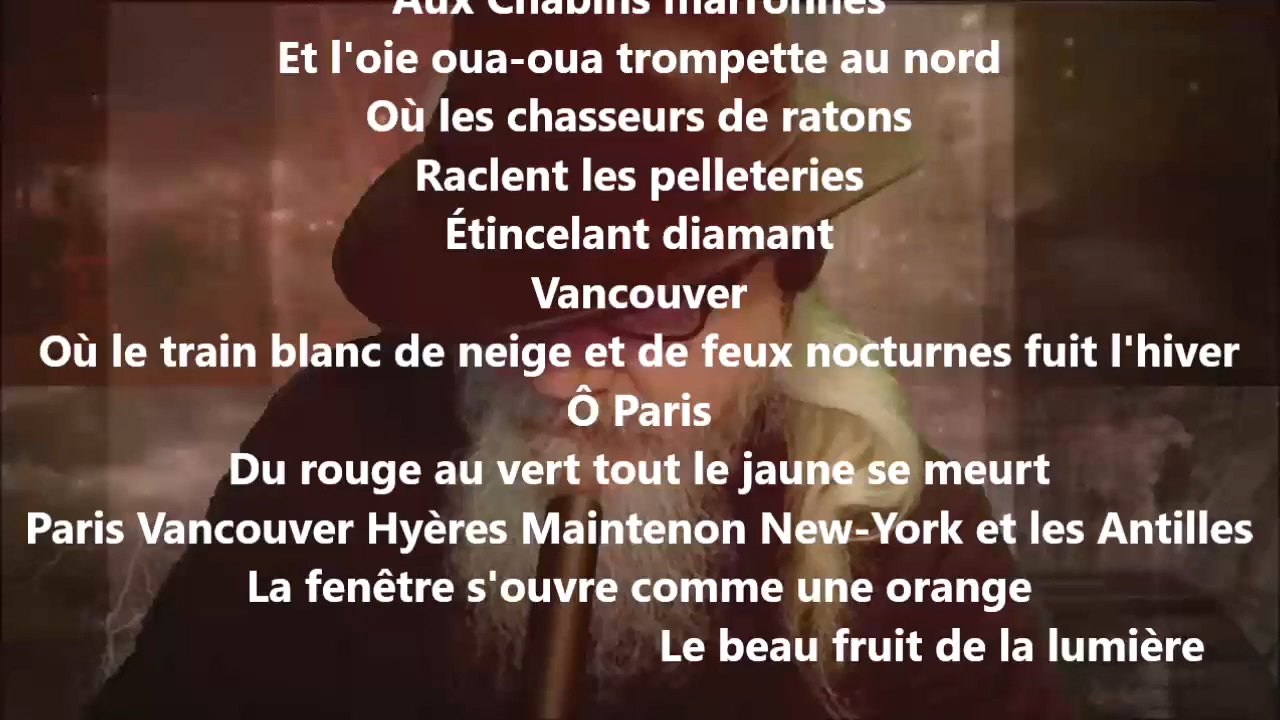 Aux Chabins marronnes
Et l'oie oua-oua trompette au nord
Où les chasseurs de ratons
Raclent les pelleteries
Étincelant diamant
Vancouver
Où le train blanc de neige et de feux nocturnes fuit l'hiver
Ô Paris
Du rouge au vert tout le jaune se meurt
Paris Vancouver Hyères Maintenon New-York et les Antilles
La fenêtre s'ouvre comme une orange
Le beau fruit de la lumière